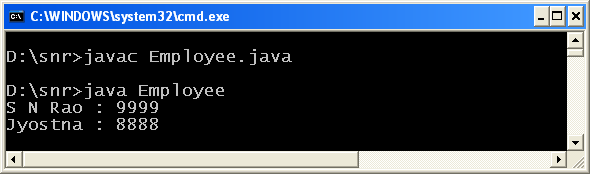 C:\WINDOWS\system32\cmd.exe
D:\snr>javac Employee.java
D:\snr>java Employee
S N Rao : 9999
Jyostna : 8888